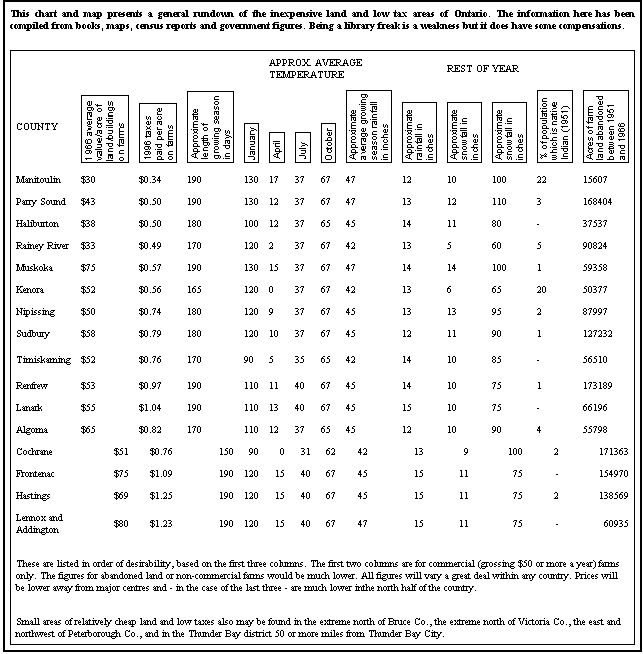 This chart and map presents a general rundown of the inexpensive land and low tax areas of Ontario. The information here has been
compiled from books, maps, census reports and government figures. Being a library freak is a weakness but it does have some compensations.
APPROX. AVERAGE
TEMPERATURE
REST OF YEAR
COUNTY
1966 average value/acre of land/buildings on farms
1966 taxes paid per acre on farms
Approximate length of growing season in days
January
April
July
October
Approximate average growing season rainfall in inches
Approximate rainfall in inches
Approximate snowfall in inches
Approximate snowfall in inches
% of population which is native Indian (1951)
Acres of farm land abandoned between 1951 and 1966
Manitoulin $30 $0.34 190 130 17 37 67 47 12 10 100 22 15607
Parry Sound $43 $0.50 190 130 12 37 67 47 13 12 110 3 168404
Haliburton $38 $0.50 180 100 12 37 65 45 14 11 80 - 37537
Rainey River $33 $0.49 170 120 2 37 67 42 13 5 60 5 90824
Muskoka $75 $0.57 190 130 15 37 67 47 14 14 100 1 59358
Kenora $52 $0.56 165 120 0 37 67 42 13 6 65 20 50377
Nipissing $50 $0.74 180 120 9 37 67 45 13 13 95 2 87997
Sudbury $58 $0.79 180 120 10 37 67 45 12 11 90 1 127232
Timiskaming $52 $0.76 170 90 5 35 65 42 14 10 85 - 56510
Renfrew $53 $0.97 190 110 11 40 67 45 14 10 75 1 173189
Lanark $55 $1.04 190 110 13 40 67 45 15 10 75 - 66196
Algoma $65 $0.82 170 110 12 37 65 45 12 10 90 4 55798
Cochrane $51 $0.76 150 90 0 31 62 42 13 9 100 2 171363
Frontenac $75 $1.09 190 120 15 40 67 45 15 11 75 - 154970
Hastings $69 $1.25 190 120 15 40 67 45 15 11 75 2 138569
Lennox and
Addington $80 $1.23 190 120 15 40 67 47 15 11 75 - 60935
These are listed in order of desirability, based on the first three columns. The first two columns are for commercial (grossing $50 or more a year) farms
only. The figures for abandoned land or non-commercial farms would be much lower. All figures will vary a great deal within any country. Prices will
be lower away from major centres and - in the case of the last three - are much lower inthe north half of the country.
Small areas of relatively cheap land and low taxes also may be found in the extreme north of Bruce Co., the extreme north of Victoria Co., the east and
northwest of Peterborough Co., and in the Thunder Bay district 50 or more miles from Thunder Bay City.